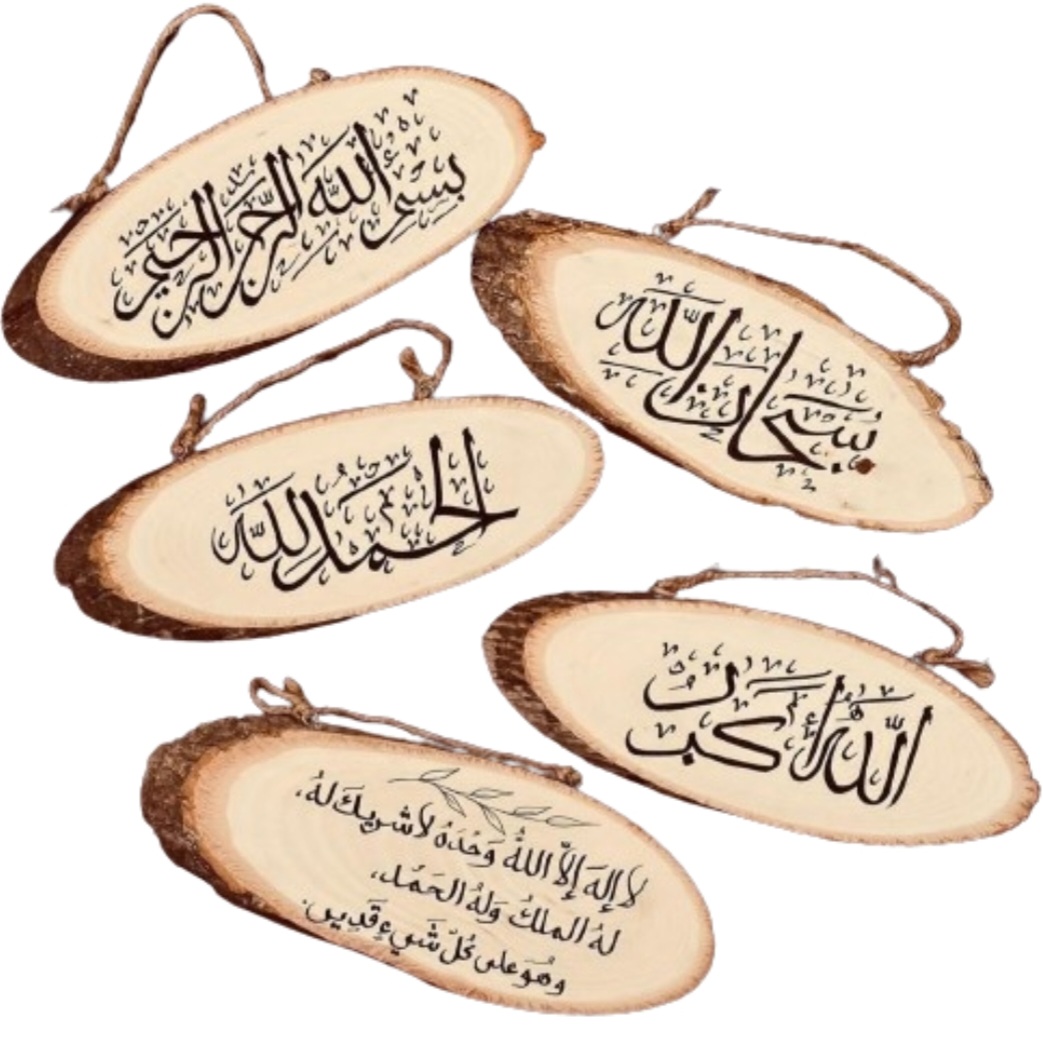 بسم الله الرحمن الرحيم
سبحان الله
الحمد لله
الله أكبر
لا إله إلا الله وحده لا شريك له،
له الملك وله الحمد،
وهو على كل شيء قدير.